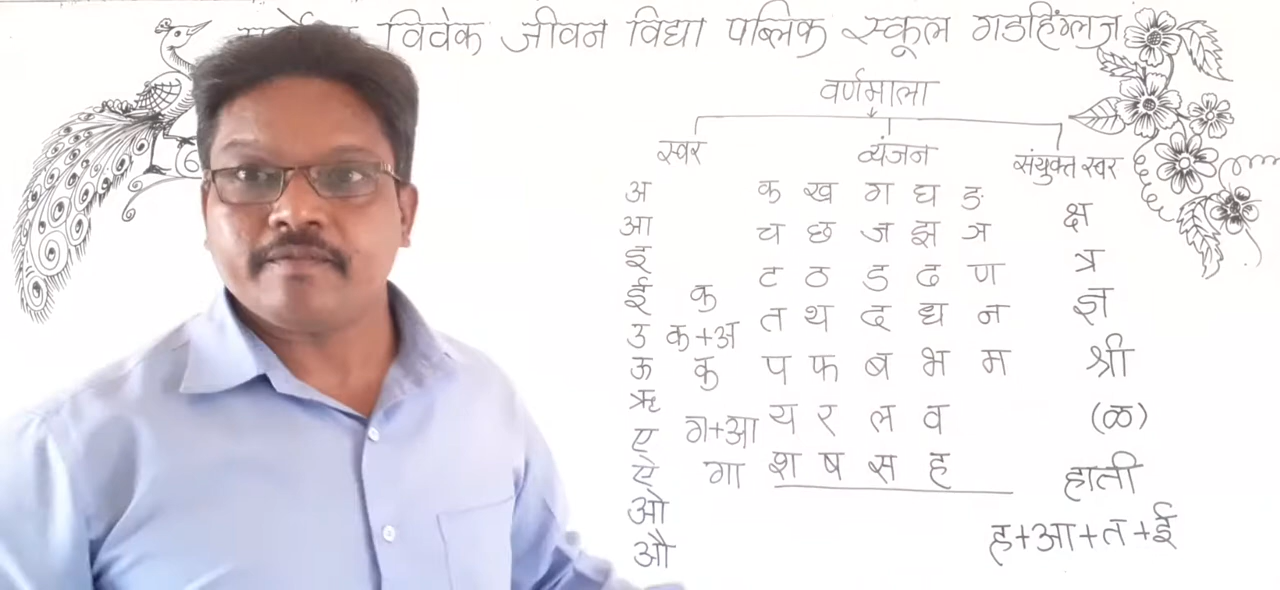 विवेक जीवन विद्या पब्लिक स्कूल गडहिंग्लज
वर्णमाला
स्वर व्यंजन संयुक्त स्वर
अ
आ
इ
ई
उ
ऊ
ऋ
ए
ऐ
ओ
औ
क
क+अ
कु
ग+आ
गा
क ख ग घ ङ
च छ ज झ ञ
ट ठ ड ढ ण
त थ द ध न
प फ ब भ म
य र ल व
श ष स ह
क्ष
त्र
ज्ञ
श्री
(ळ)
हाती
ह+आ+त+ई